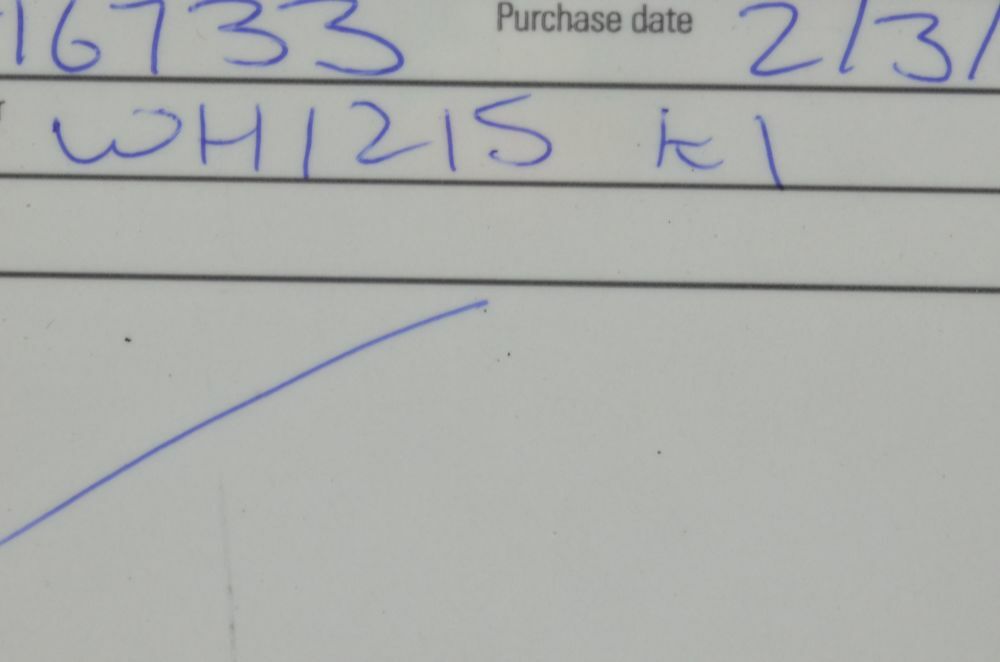 16733 Purchase date 2/3/
WH1215 K1